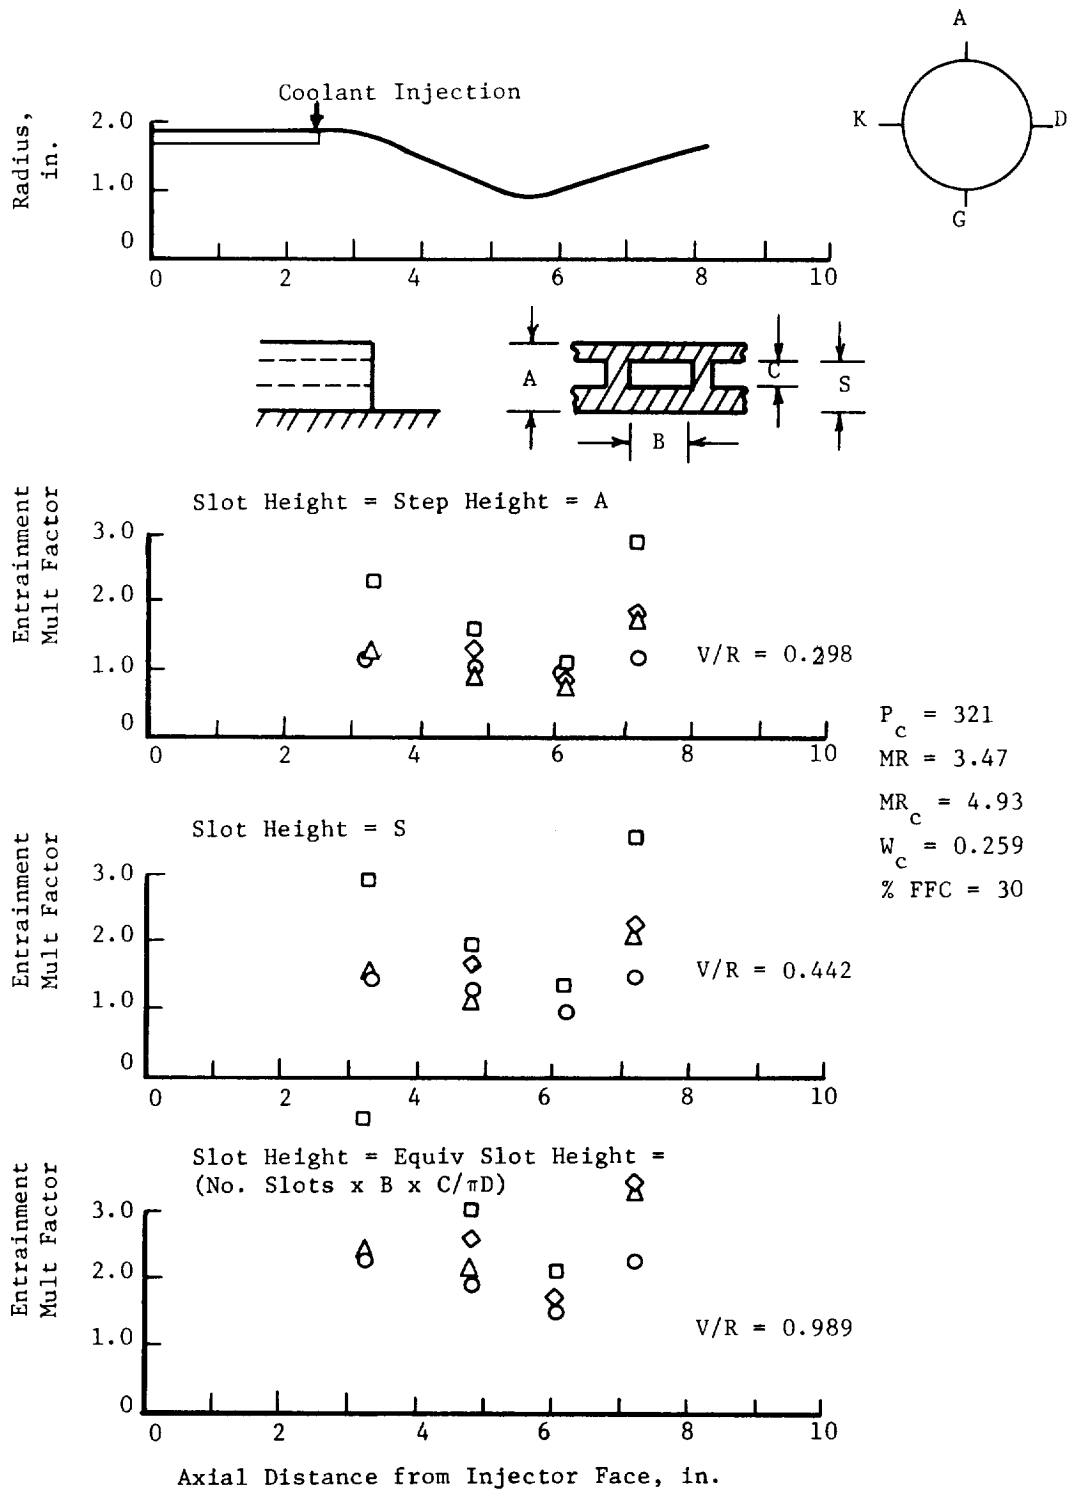 A
K
D
G
Coolant Injection
Radius,
in.
2.0
1.0
0
0 2 4 6 8 10
A
B
C
S
Entrainment
Mult Factor
Slot Height = Step Height = A
3.0
2.0
1.0
0
V/R = 0.298
0 2 4 6 8 10
P_c = 321
MR = 3.47
MR_c = 4.93
W_c = 0.259
% FFC = 30
Entrainment
Mult Factor
Slot Height = S
3.0
2.0
1.0
0
V/R = 0.442
0 2 4 6 8 10
Entrainment
Mult Factor
Slot Height = Equiv Slot Height =
(No. Slots x B x C/πD)
3.0
2.0
1.0
0
V/R = 0.989
0 2 4 6 8 10
Axial Distance from Injector Face, in.